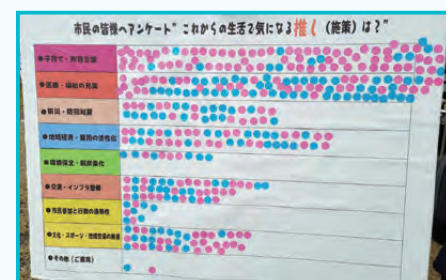 市民の皆様へアンケート"これからの生活で気になる推し(施策)は?"
●子育て・教育支援
●医療・福祉の充実
●防災・防犯対策
●地域経済・雇用の活性化
●環境保全・脱炭素化
●交通・インフラ整備
●市民参加と行政の透明性
●文化・スポーツ・地域交流の推進
●その他(ご意見)